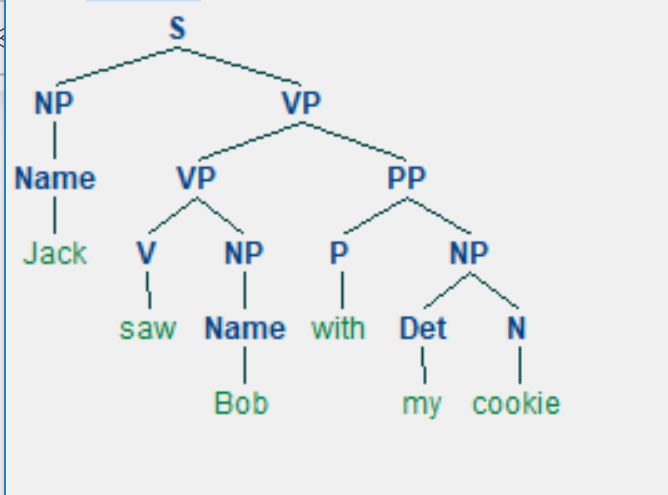 S
NP VP
Name VP PP
Jack V NP P NP
saw Name with Det N
Bob my cookie